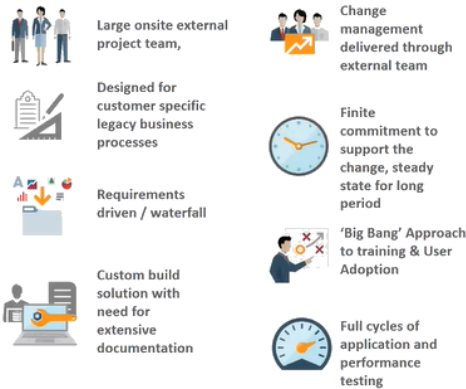 Large onsite external
project team,
Designed for
customer specific
legacy business
processes
Requirements
driven / waterfall
Custom build
solution with
need for
extensive
documentation
Change
management
delivered through
external team
Finite
commitment to
support the
change, steady
state for long
period
‘Big Bang’ Approach
to training & User
Adoption
Full cycles of
application and
performance
testing